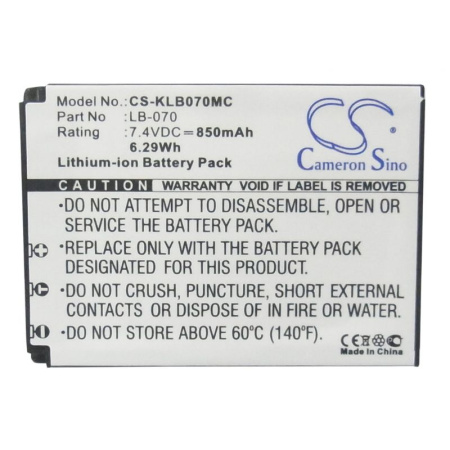 Model No.: CS-KLB070MC
Part No : LB-070
Rating : 7.4VDC⎓850mAh
6.29Wh
Lithium-ion Battery Pack
CS
Cameron Sino
CAUTION WARRANTY VOID IF LABEL IS REMOVED
•DO NOT ATTEMPT TO DISASSEMBLE, OPEN
OR SERVICE THE BATTERY PACK.
•REPLACE ONLY WITH A BATTERY PACK
DESIGNATED FOR YOUR PRODUCT.
•DO NOT CRUSH, PUNCTURE, SHORT EXTERNAL
CONTACTS, OR DISPOSE IN FIRE OR WATER.
•DO NOT STORE ABOVE 60°C (140°F)
CE
Made In China